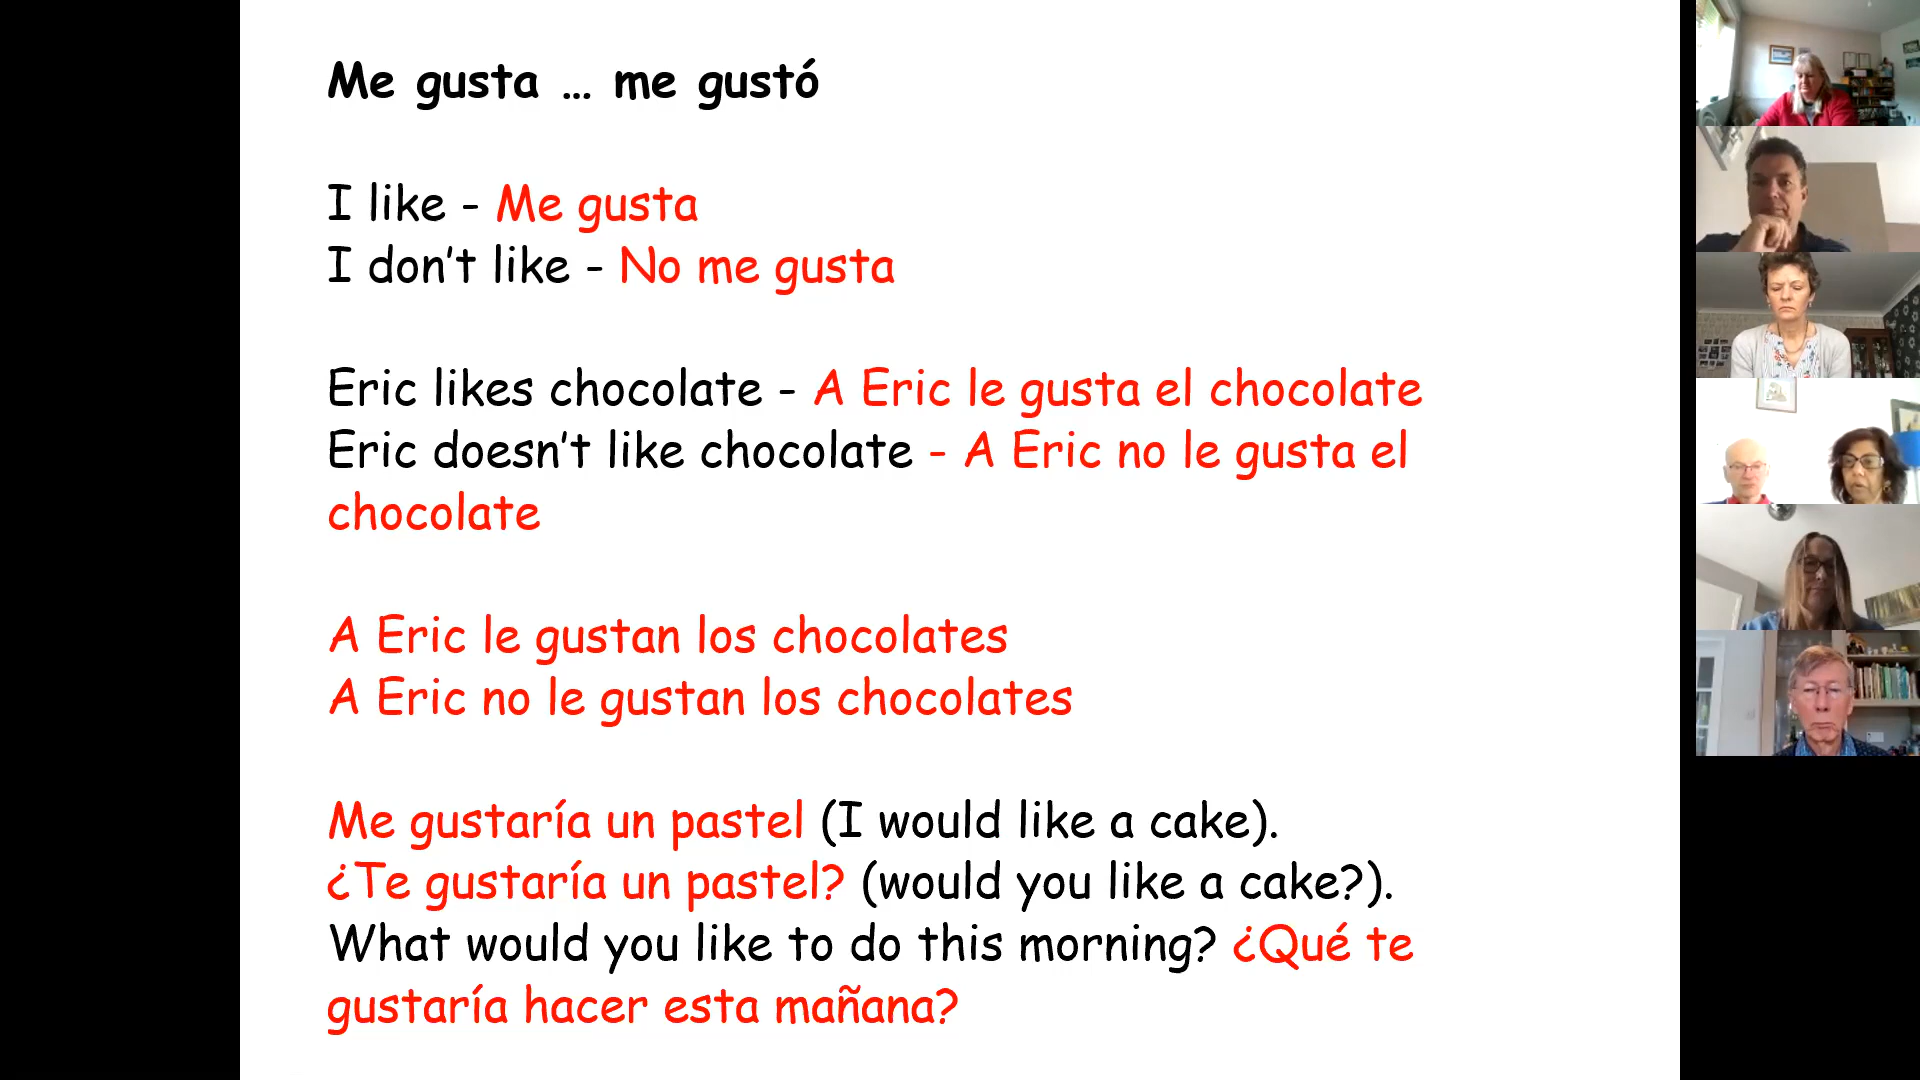 Me gusta … me gustó
I like - Me gusta
I don’t like - No me gusta
Eric likes chocolate - A Eric le gusta el chocolate
Eric doesn’t like chocolate - A Eric no le gusta el
chocolate
A Eric le gustan los chocolates
A Eric no le gustan los chocolates
Me gustaría un pastel (I would like a cake).
¿Te gustaría un pastel? (would you like a cake?).
What would you like to do this morning? ¿Qué te
gustaría hacer esta mañana?